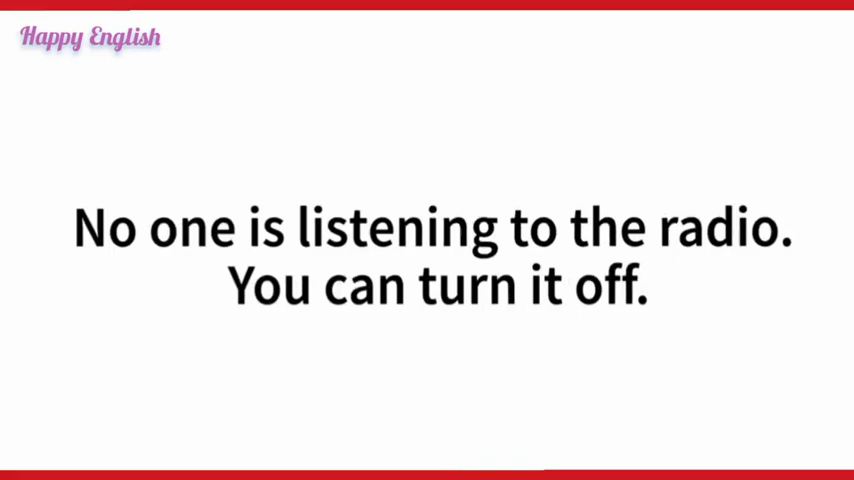 Happy English
No one is listening to the radio.
You can turn it off.